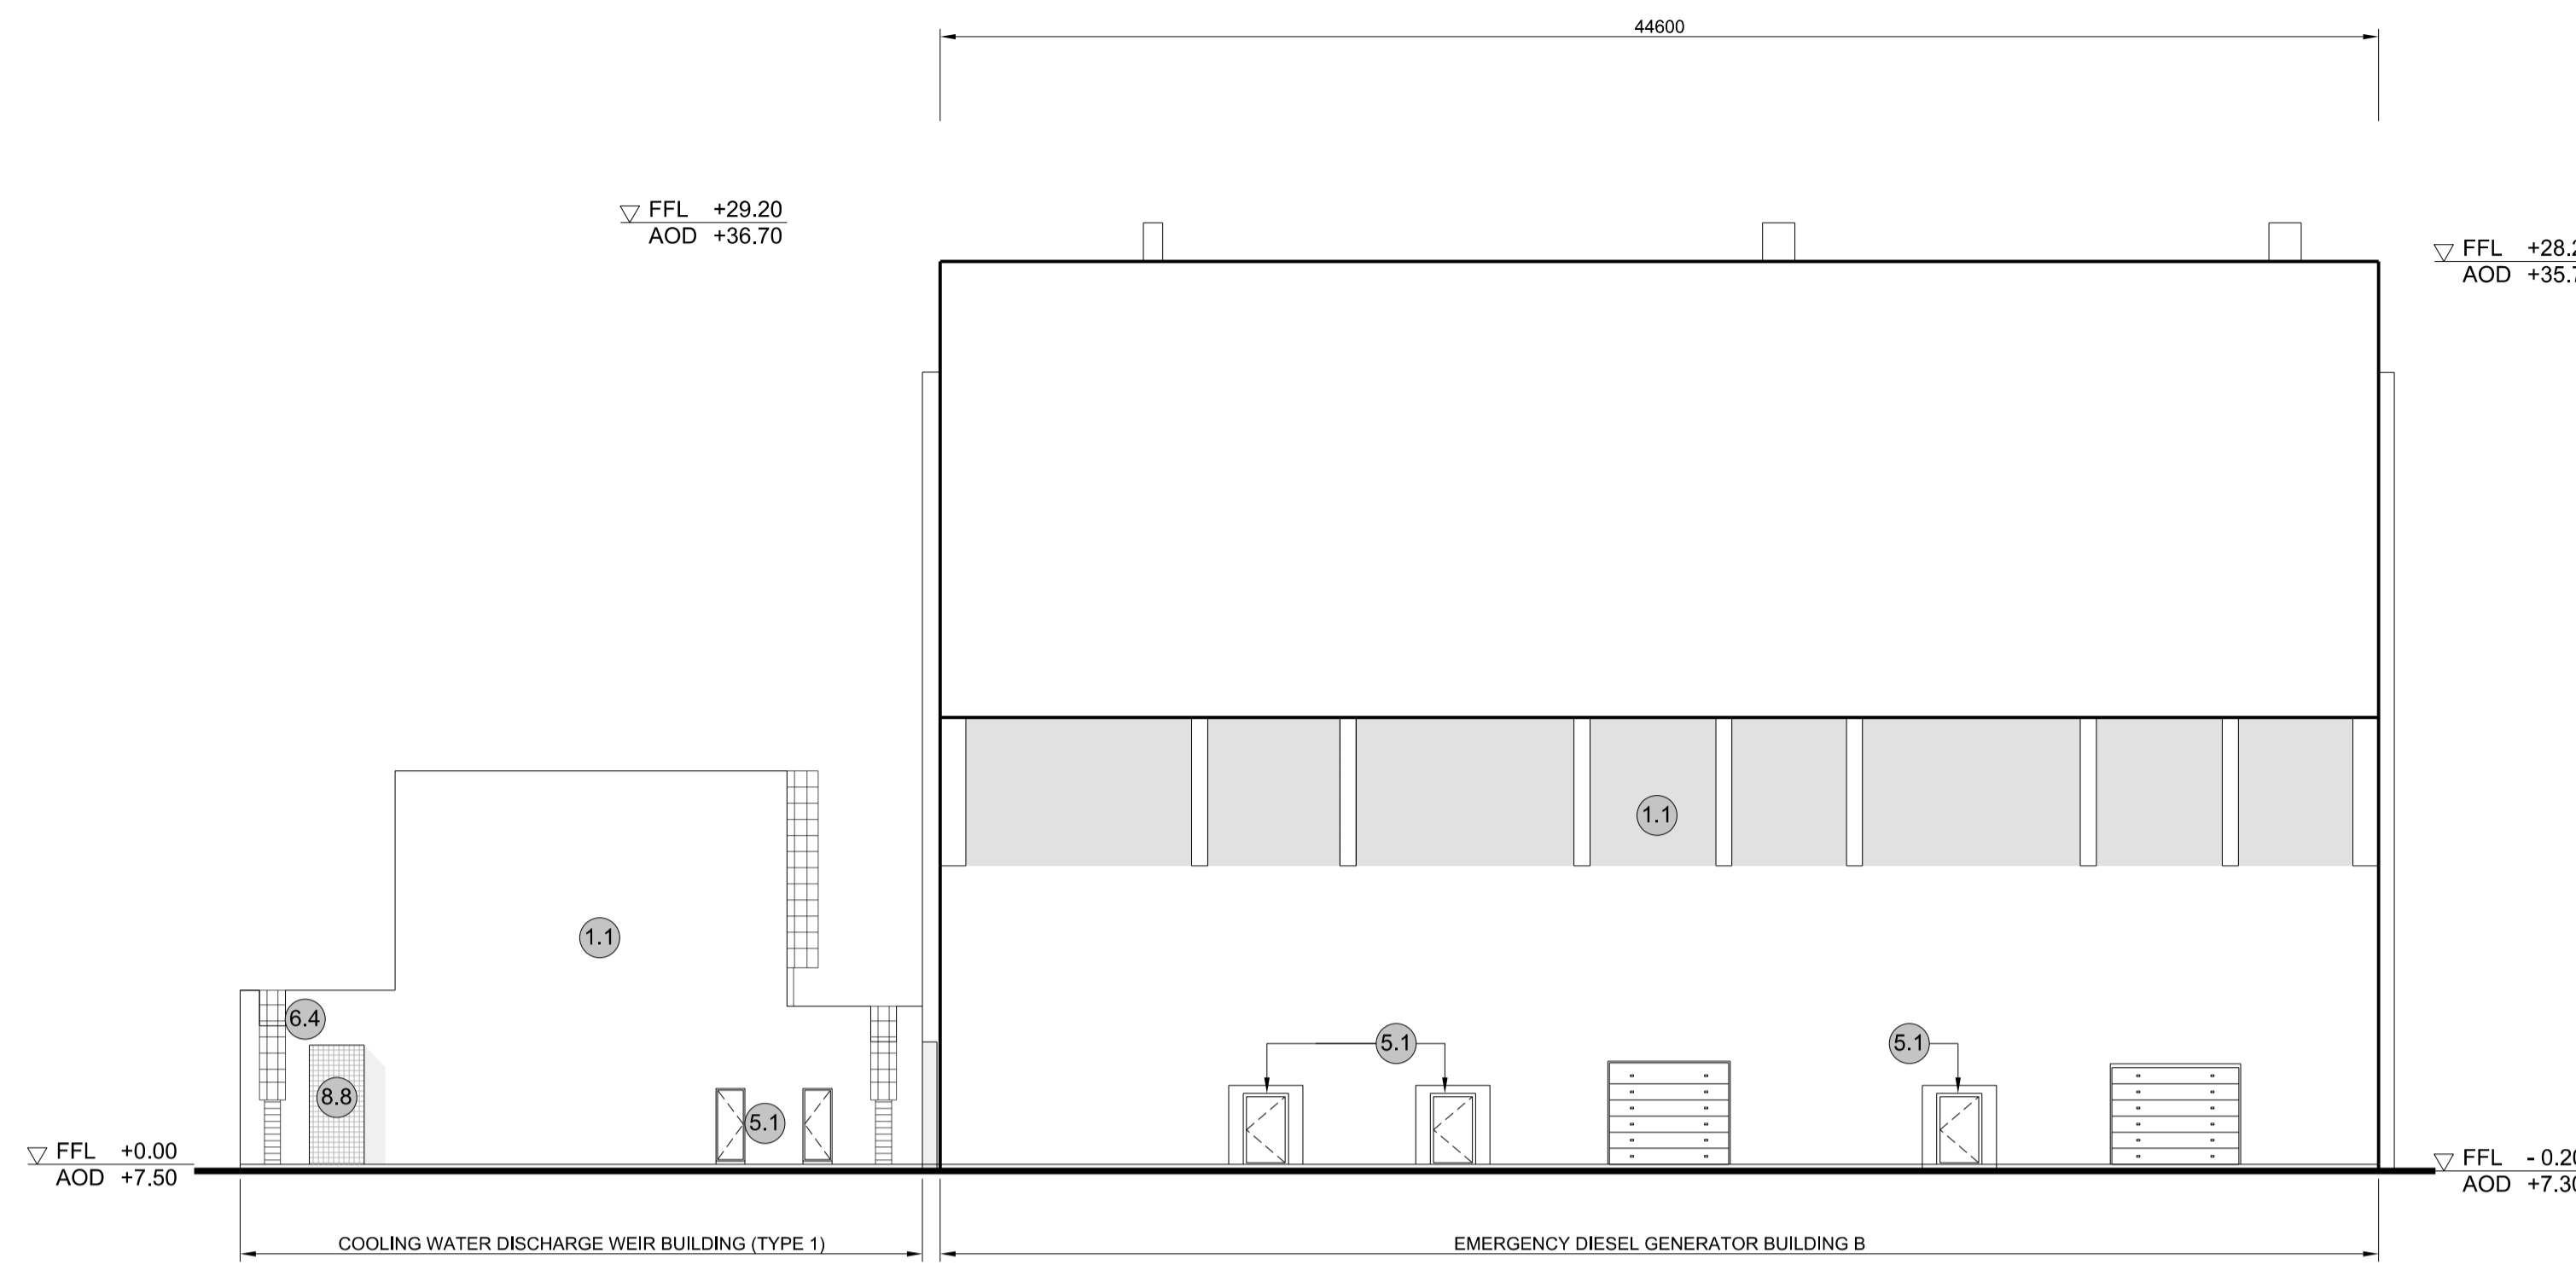 44600
FFL +29.20
AOD +36.70
FFL +28.2
AOD +35.7
1.1
1.1
6.4
5.1
5.1
8.8
5.1
FFL +0.00
AOD +7.50
FFL - 0.20
AOD +7.30
COOLING WATER DISCHARGE WEIR BUILDING (TYPE 1)
EMERGENCY DIESEL GENERATOR BUILDING B